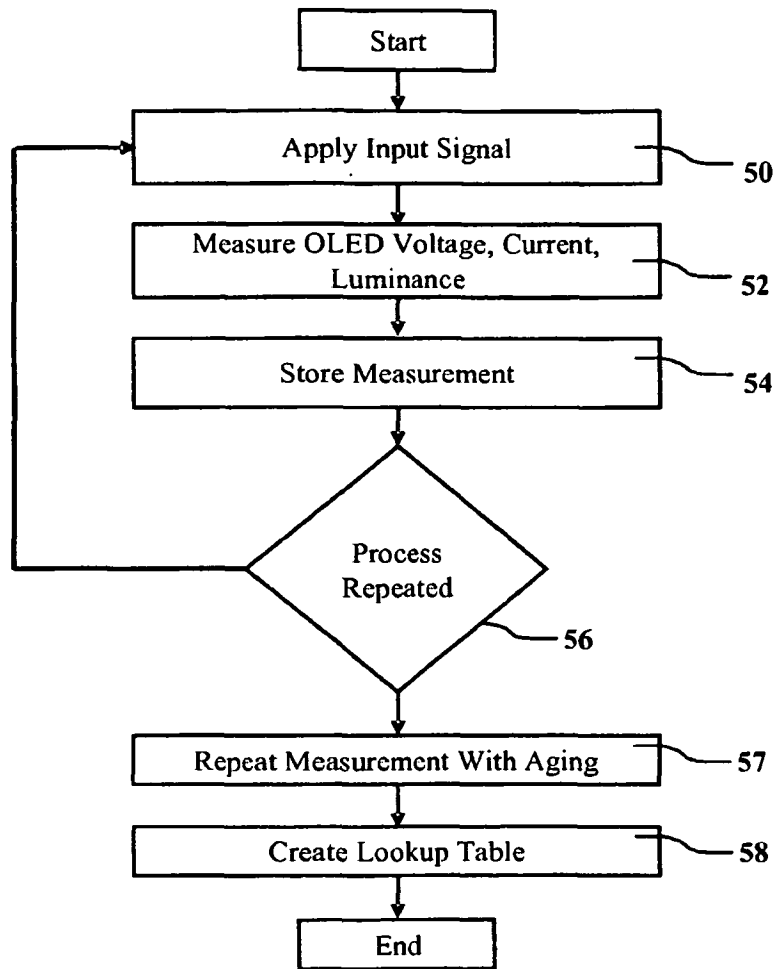 Start
Apply Input Signal
50
Measure OLED Voltage, Current,
Luminance
52
Store Measurement
54
Process
Repeated
56
Repeat Measurement With Aging
57
Create Lookup Table
58
End